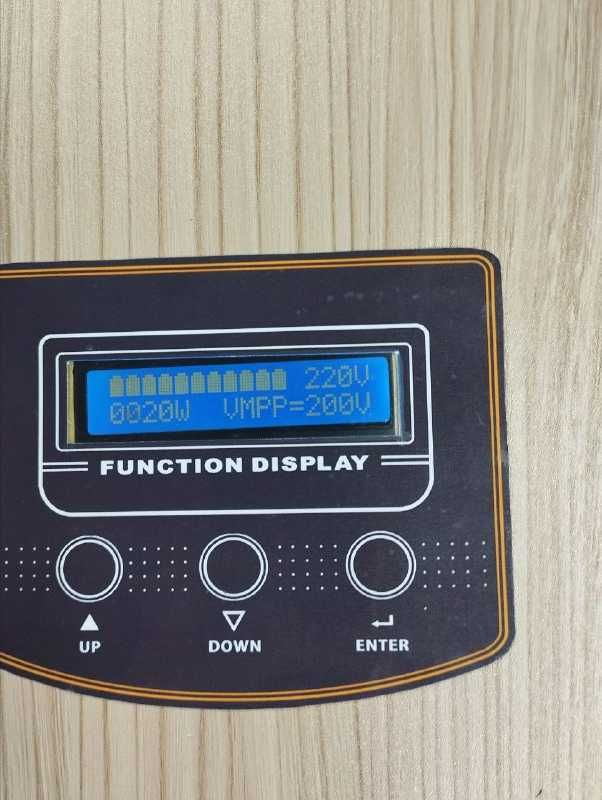 220V
0020W VMPP=200V
FUNCTION DISPLAY
UP DOWN ENTER